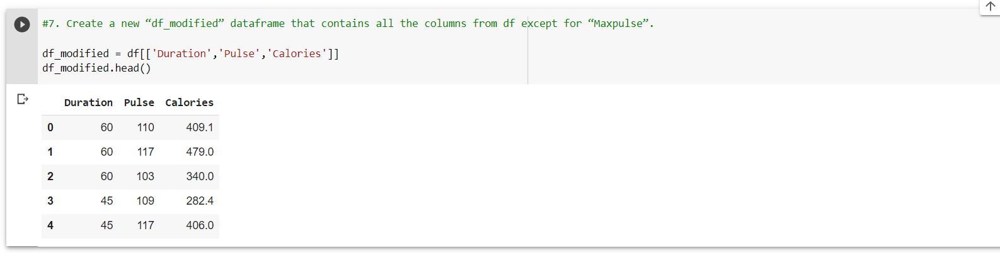 #7. Create a new “df_modified” dataframe that contains all the columns from df except for “Maxpulse”.
df_modified = df[['Duration','Pulse','Calories']]
df_modified.head()
Duration Pulse Calories
0 60 110 409.1
1 60 117 479.0
2 60 103 340.0
3 45 109 282.4
4 45 117 406.0